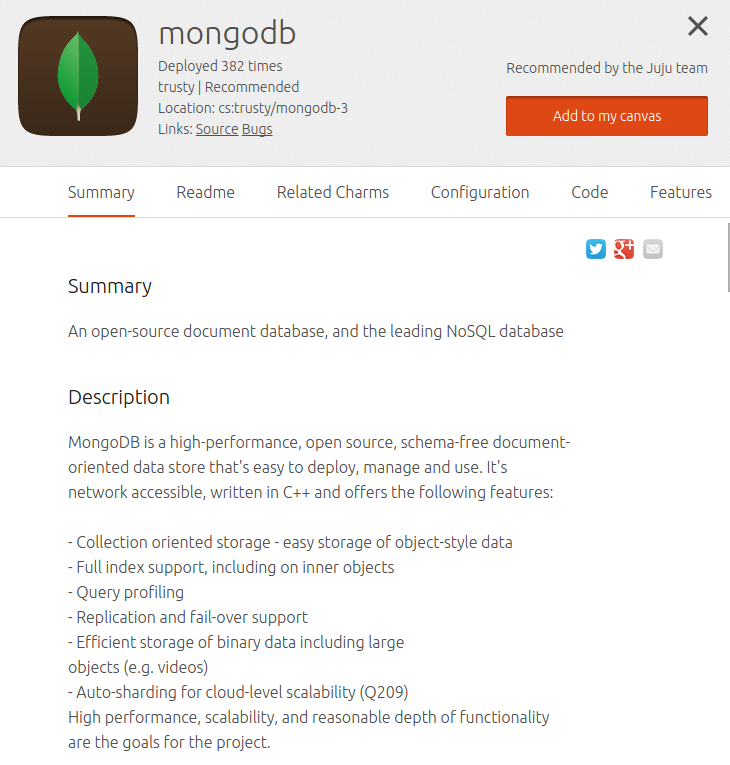 mongodb
Deployed 382 times
trusty | Recommended
Location: cs:trusty/mongodb-3
Links: Source Bugs
Recommended by the Juju team
Add to my canvas
Summary Readme Related Charms Configuration Code Features
Summary
An open-source document database, and the leading NoSQL database
Description
MongoDB is a high-performance, open source, schema-free document-
oriented data store that's easy to deploy, manage and use. It's
network accessible, written in C++ and offers the following features:
- Collection oriented storage - easy storage of object-style data
- Full index support, including on inner objects
- Query profiling
- Replication and fail-over support
- Efficient storage of binary data including large
objects (e.g. videos)
- Auto-sharding for cloud-level scalability (Q209)
High performance, scalability, and reasonable depth of functionality
are the goals for the project.